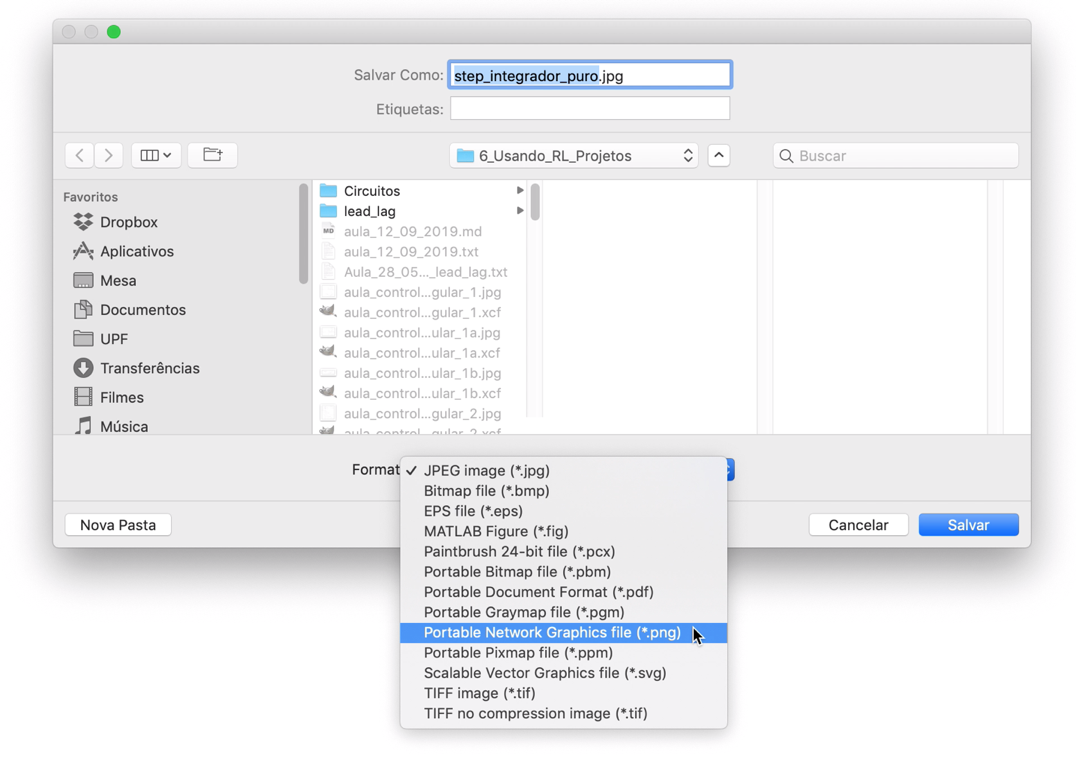 Salvar Como: step_integrador_puro.jpg
Etiquetas:
6_Usando_RL_Projetos
Buscar
Favoritos
Dropbox
Aplicativos
Mesa
Documentos
UPF
Transferências
Filmes
Música
Circuitos
lead_lag
aula_12_09_2019.md
aula_12_09_2019.txt
Aula_28_05..._lead_lag.txt
aula_control...gular_1.jpg
aula_control...gular_1.xcf
aula_control...ular_1a.jpg
aula_control...ular_1a.xcf
aula_control...ular_1b.jpg
aula_control...ular_1b.xcf
aula_control...gular_2.jpg
aula_control...gular_2.xcf
Format
JPEG image (*.jpg)
Bitmap file (*.bmp)
EPS file (*.eps)
MATLAB Figure (*.fig)
Paintbrush 24-bit file (*.pcx)
Portable Bitmap file (*.pbm)
Portable Document Format (*.pdf)
Portable Graymap file (*.pgm)
Portable Network Graphics file (*.png)
Portable Pixmap file (*.ppm)
Scalable Vector Graphics file (*.svg)
TIFF image (*.tif)
TIFF no compression image (*.tif)
Nova Pasta
Cancelar
Salvar